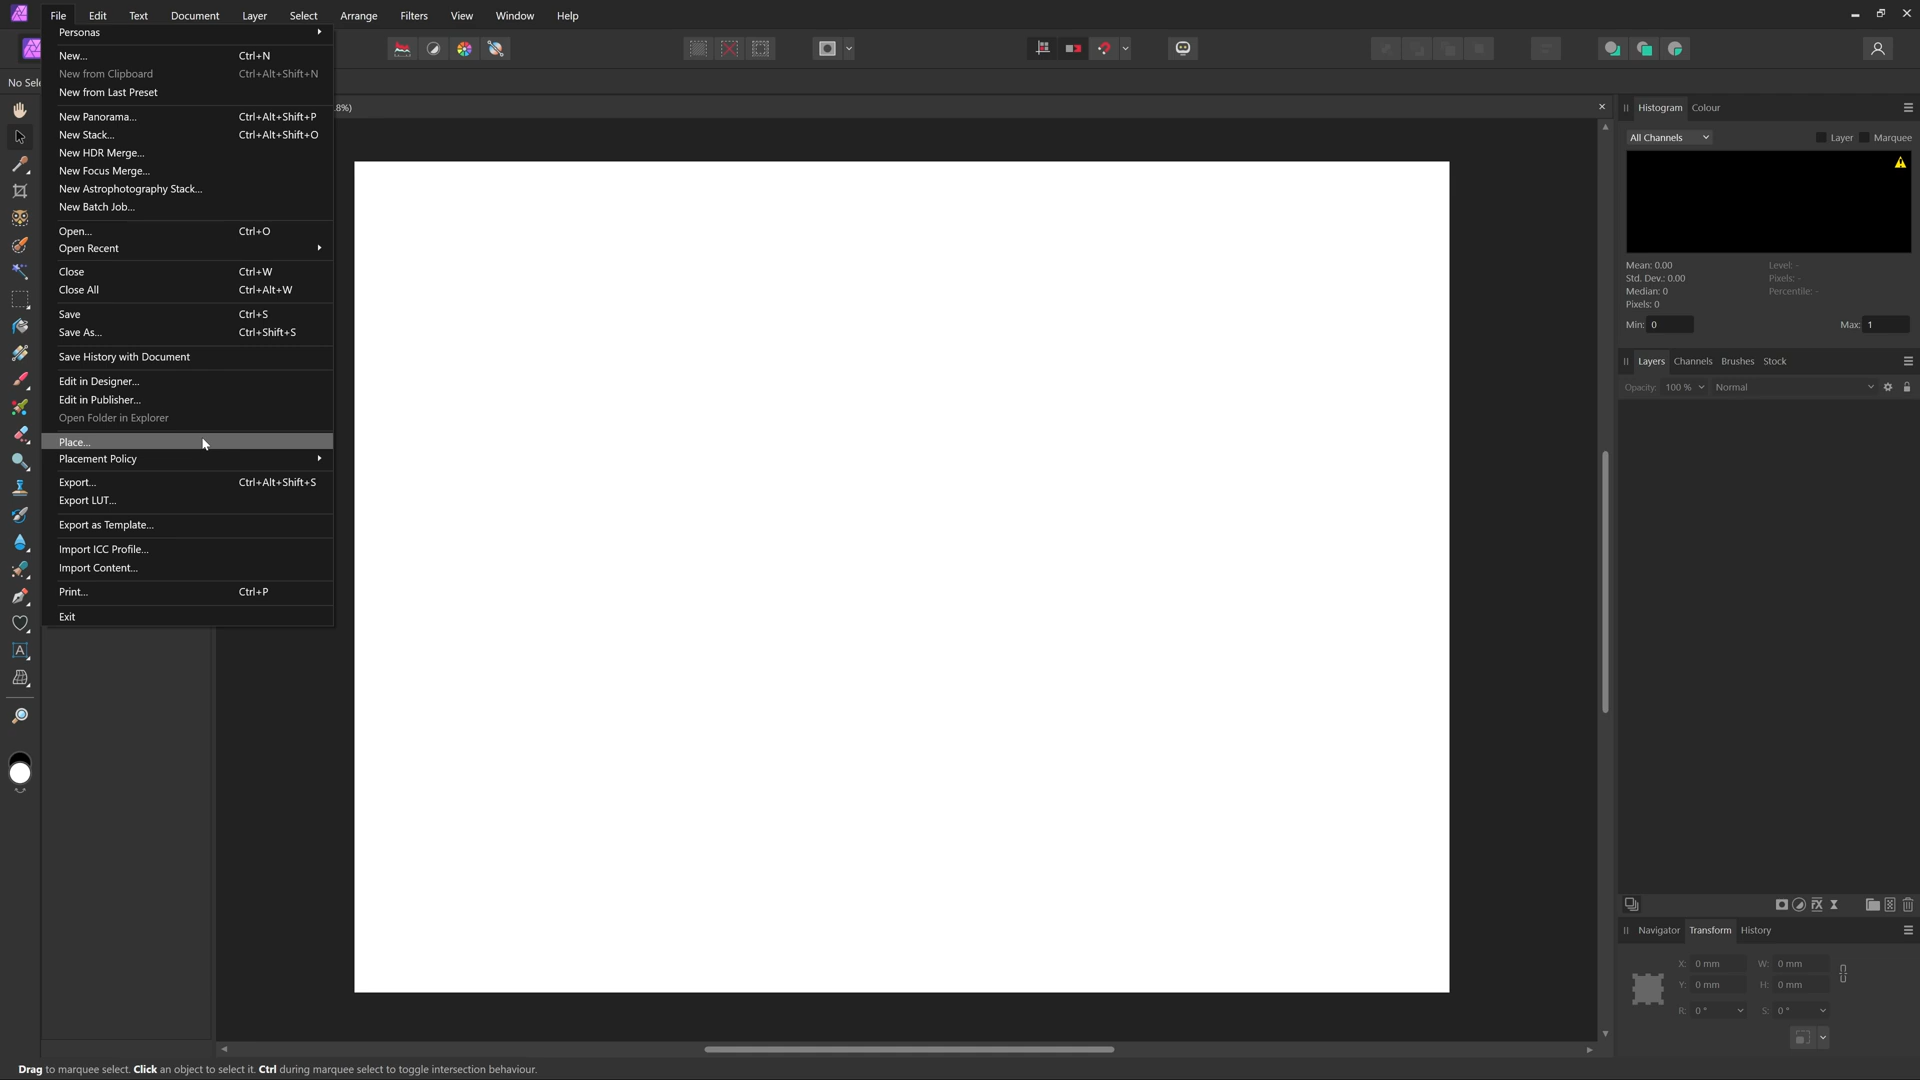 File Edit Text Document Layer Select Arrange Filters View Window Help
Personas
New... Ctrl+N
New from Clipboard Ctrl+Alt+Shift+N
New from Last Preset
New Panorama... Ctrl+Alt+Shift+P
New Stack... Ctrl+Alt+Shift+O
New HDR Merge...
New Focus Merge...
New Astrophotography Stack...
New Batch Job...
Open... Ctrl+O
Open Recent
Close Ctrl+W
Close All Ctrl+Alt+W
Save Ctrl+S
Save As... Ctrl+Shift+S
Save History with Document
Edit in Designer...
Edit in Publisher...
Open Folder in Explorer
Place...
Placement Policy
Export... Ctrl+Alt+Shift+S
Export LUT...
Export as Template...
Import ICC Profile...
Import Content...
Print... Ctrl+P
Exit
No Sele
.8%)
Histogram Colour
All Channels Layer Marquee
Mean: 0.00 Level: -
Std. Dev.: 0.00 Pixels: -
Median: 0 Percentile: -
Pixels: 0
Min: 0 Max: 1
Layers Channels Brushes Stock
Opacity: 100 % Normal
Navigator Transform History
X: 0 mm W: 0 mm
Y: 0 mm H: 0 mm
R: 0 ° S: 0 °
A
Drag to marquee select. Click an object to select it. Ctrl during marquee select to toggle intersection behaviour.